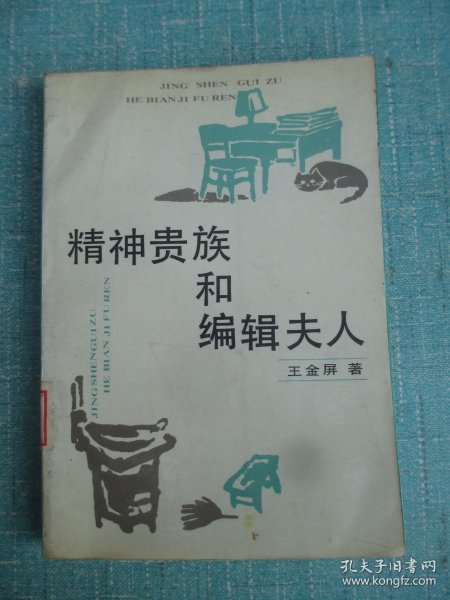 JING SHEN GUI ZU
HE BIAN JI FU REN
精神贵族
和
编辑夫人
王金屏 著
JING SHEN GUI ZU
HE BIAN JI FU REN
孔夫子旧书网
www.kongfz.com